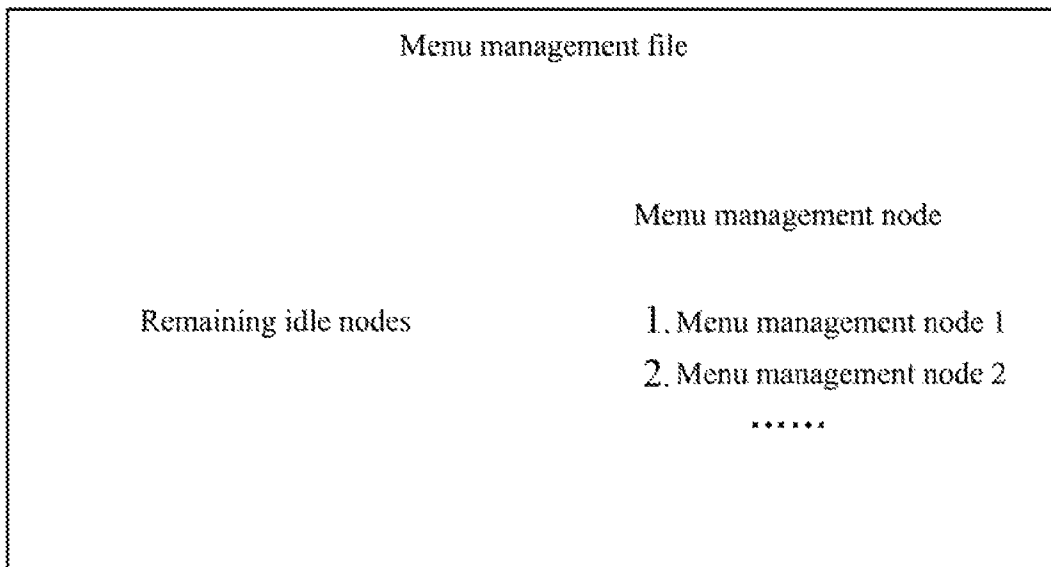 Menu management file
Menu management node
Remaining idle nodes
1. Menu management node 1
2. Menu management node 2
......